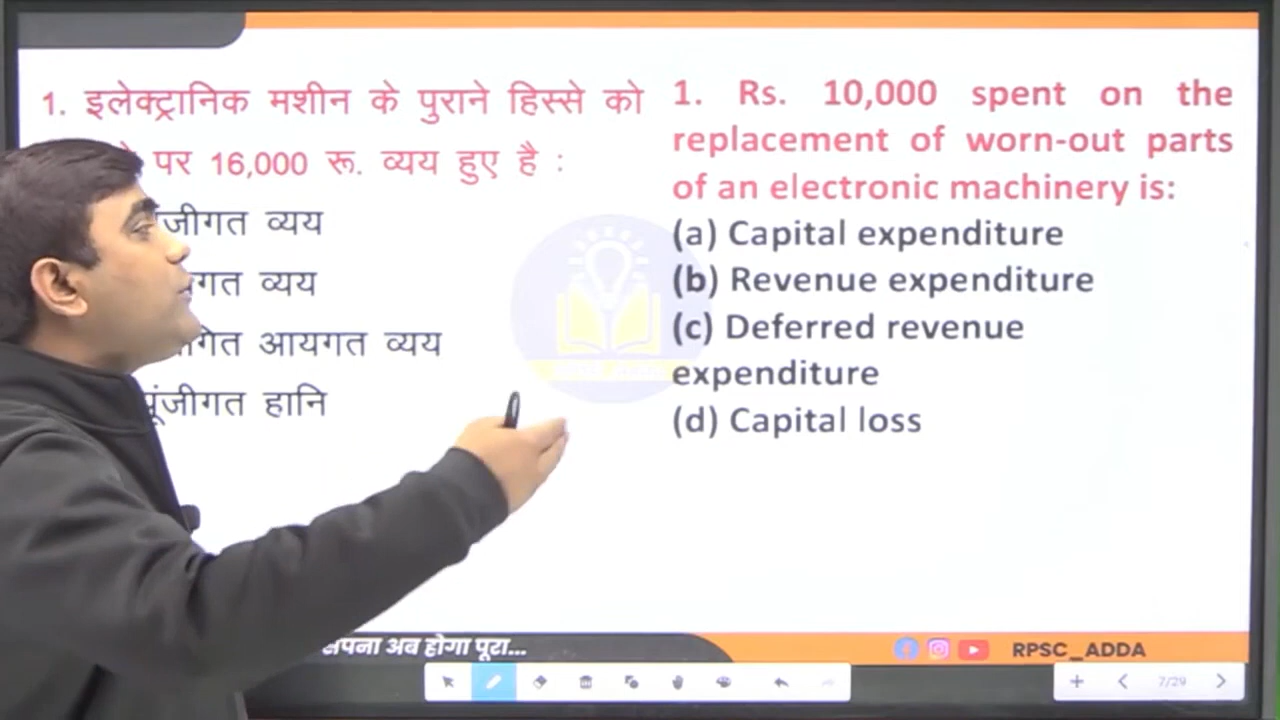 1. इलेक्ट्रानिक मशीन के पुराने हिस्से को
पर 16,000 रू. व्यय हुए है :
व्यय
व्यय
आयगत व्यय
पूंजीगत हानि
1. Rs. 10,000 spent on the
replacement of worn-out parts
of an electronic machinery is:
(a) Capital expenditure
(b) Revenue expenditure
(c) Deferred revenue
expenditure
(d) Capital loss
अब होगा पूरा...
RPSC_ADDA
7/29